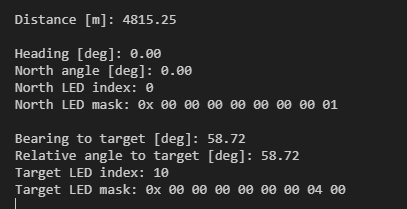 Distance [m]: 4815.25
Heading [deg]: 0.00
North angle [deg]: 0.00
North LED index: 0
North LED mask: 0x 00 00 00 00 00 00 00 01
Bearing to target [deg]: 58.72
Relative angle to target [deg]: 58.72
Target LED index: 10
Target LED mask: 0x 00 00 00 00 00 00 04 00